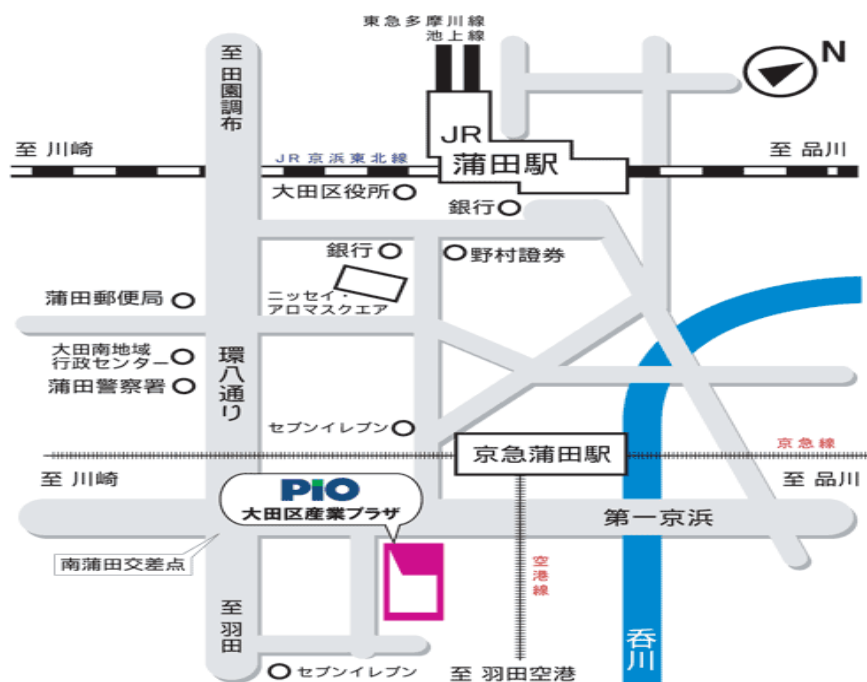 東急多摩川線
池上線
N
至 田園調布
JR
蒲田駅
至 川崎
JR京浜東北線
至 品川
大田区役所
銀行
銀行
野村證券
蒲田郵便局
ニッセイ・
アロマスクエア
大田南地域
行政センター
蒲田警察署
環八通り
セブンイレブン
京急蒲田駅
京急線
至 川崎
至 品川
PiO
大田区産業プラザ
第一京浜
南蒲田交差点
空港線
至 羽田
呑川
セブンイレブン
至 羽田空港